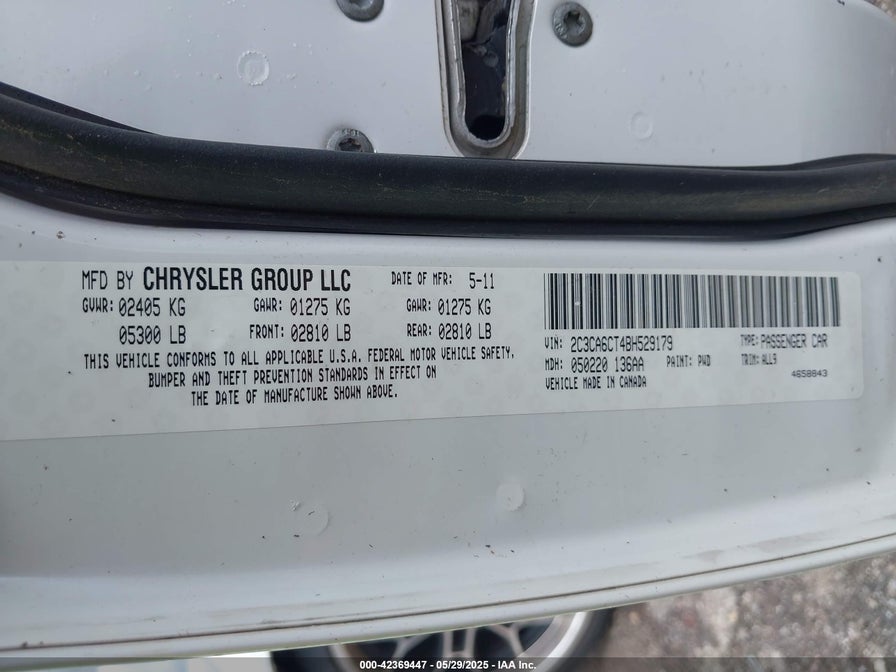 MFD BY CHRYSLER GROUP LLC DATE OF MFR: 5-11
GVWR: 02405 KG GAWR: 01275 KG GAWR: 01275 KG
05300 LB FRONT: 02810 LB REAR: 02810 LB
THIS VEHICLE CONFORMS TO ALL APPLICABLE U.S.A. FEDERAL MOTOR VEHICLE SAFETY,
BUMPER AND THEFT PREVENTION STANDARDS IN EFFECT ON
THE DATE OF MANUFACTURE SHOWN ABOVE.
VIN: 2C3CA6CT4BH529179 TYPE: PASSENGER CAR
MDH: 050220 136AA PAINT: PWD TRIM: ALL9
VEHICLE MADE IN CANADA 4658843
000-42369447 - 05/29/2025 - IAA Inc.